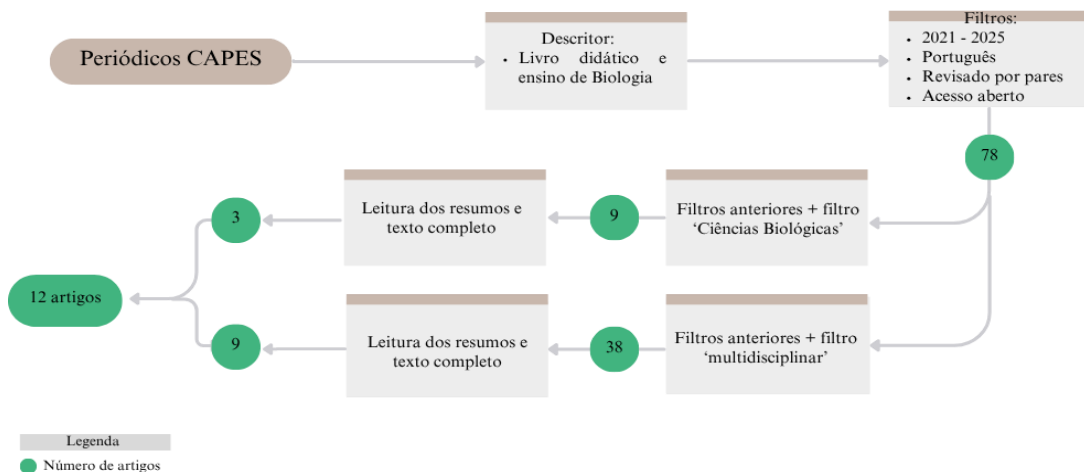 Periódicos CAPES
Descritor:
• Livro didático e
ensino de Biologia
Filtros:
• 2021 - 2025
• Português
• Revisado por pares
• Acesso aberto
78
3
Leitura dos resumos e
texto completo
9
Filtros anteriores + filtro
‘Ciências Biológicas’
12 artigos
9
Leitura dos resumos e
texto completo
38
Filtros anteriores + filtro
‘multidisciplinar’
Legenda
Número de artigos